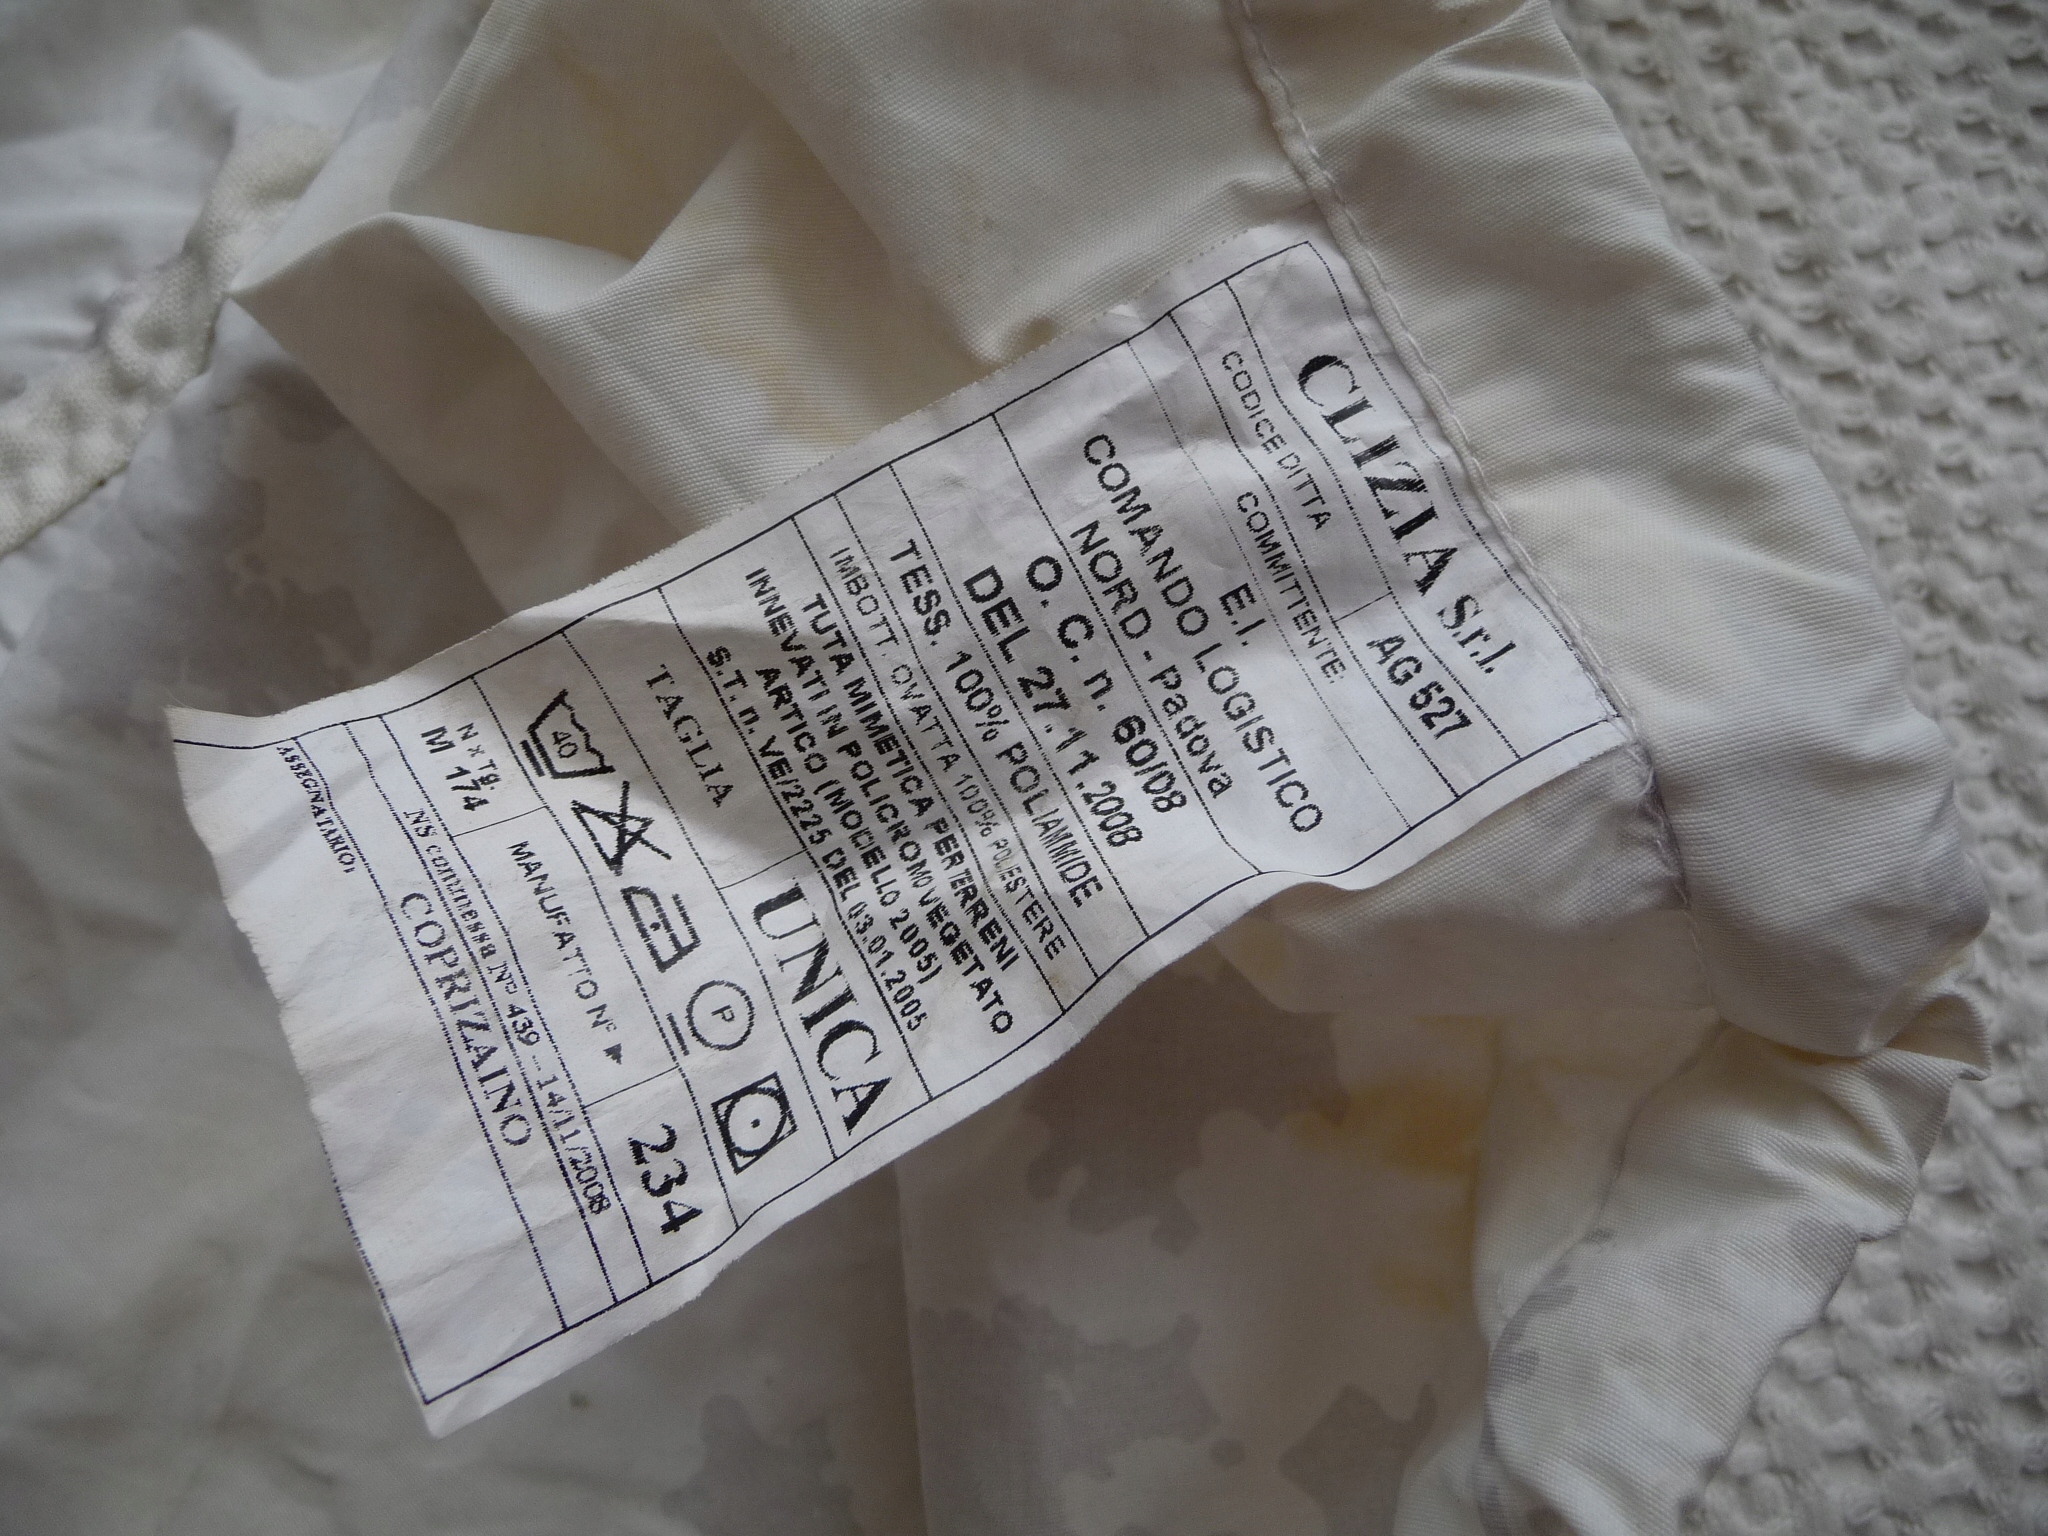 CLIZIA S.r.l.
CODICE DITTA AG 527
COMMITTENTE:
E.I.
COMANDO LOGISTICO
NORD - Padova
O. C. n. 60/08
DEL 27.11.2008
TESS. 100% POLIAMMIDE
IMBOTT. OVATTA 100% POLIESTERE
TUTA MIMETICA PER TERRENI
INNEVATI IN POLICROMO VEGETATO
ARTICO (MODELLO 2005)
S.T. n. VE/2225 DEL 03.01.2005
TAGLIA UNICA
40 P
N x Tg.
M 174
MANUFATTO N° ▶ 234
NS commessa N° 439 - 14/11/2008
COPRIZAINO
ASSEGNATARIO: